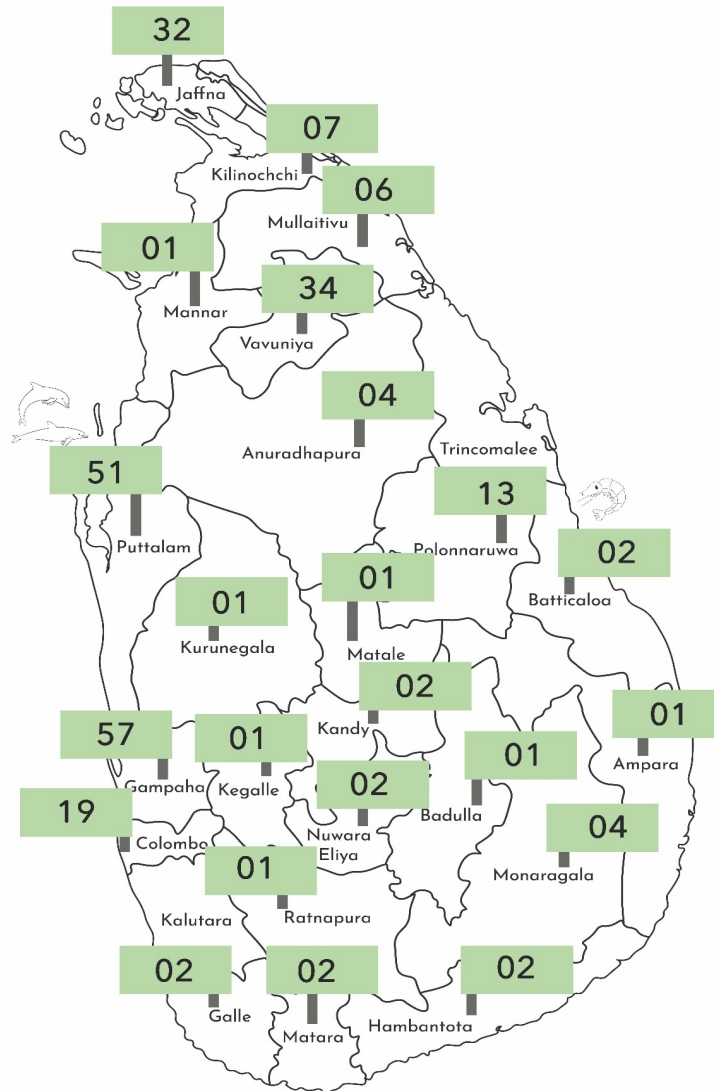 32
Jaffna
07
Kilinochchi
06
Mullaitivu
01
Mannar
34
Vavuniya
04
Anuradhapura
Trincomalee
51
Puttalam
13
Polonnaruwa
02
Batticaloa
01
Kurunegala
01
Matale
02
Kandy
57
Gampaha
01
Kegalle
02
Nuwara
Eliya
01
Badulla
01
Ampara
19
Colombo
04
Monaragala
01
Ratnapura
Kalutara
02
Galle
02
Matara
02
Hambantota